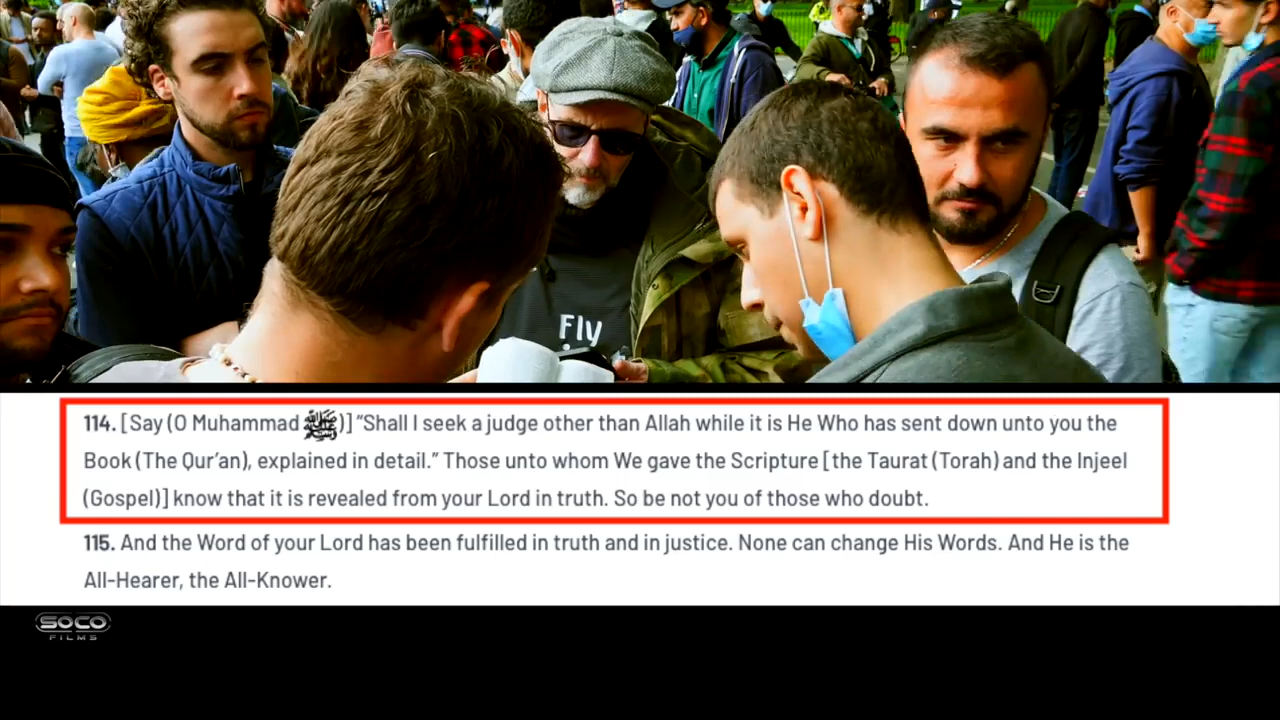 Fly
114. [Say (O Muhammad ﷺ)] “Shall I seek a judge other than Allah while it is He Who has sent down unto you the
Book (The Qur’an), explained in detail.” Those unto whom We gave the Scripture [the Taurat (Torah) and the Injeel
(Gospel)] know that it is revealed from your Lord in truth. So be not you of those who doubt.
115. And the Word of your Lord has been fulfilled in truth and in justice. None can change His Words. And He is the
All-Hearer, the All-Knower.
SOCO
FILMS